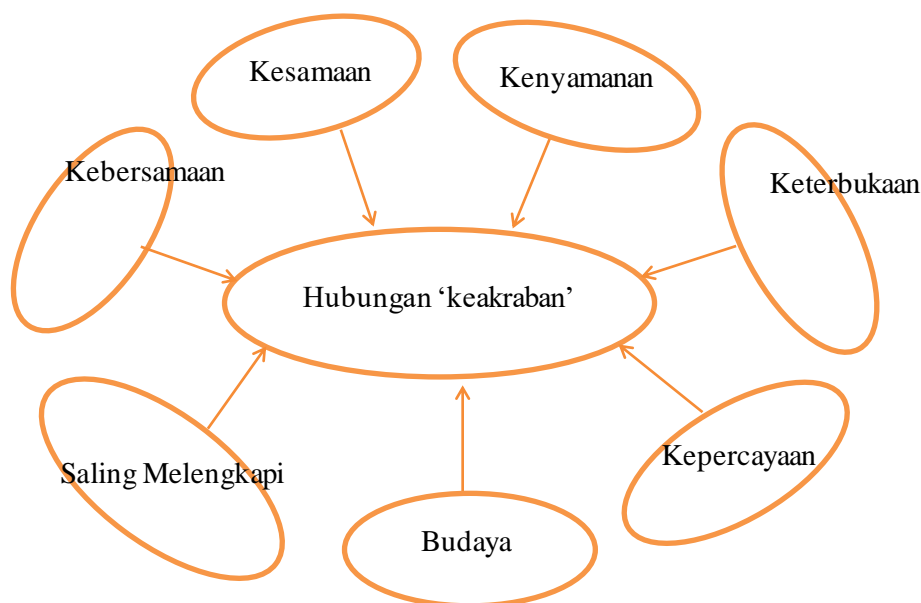 Kesamaan
Kenyamanan
Kebersamaan
Keterbukaan
Hubungan ‘keakraban’
Saling Melengkapi
Kepercayaan
Budaya